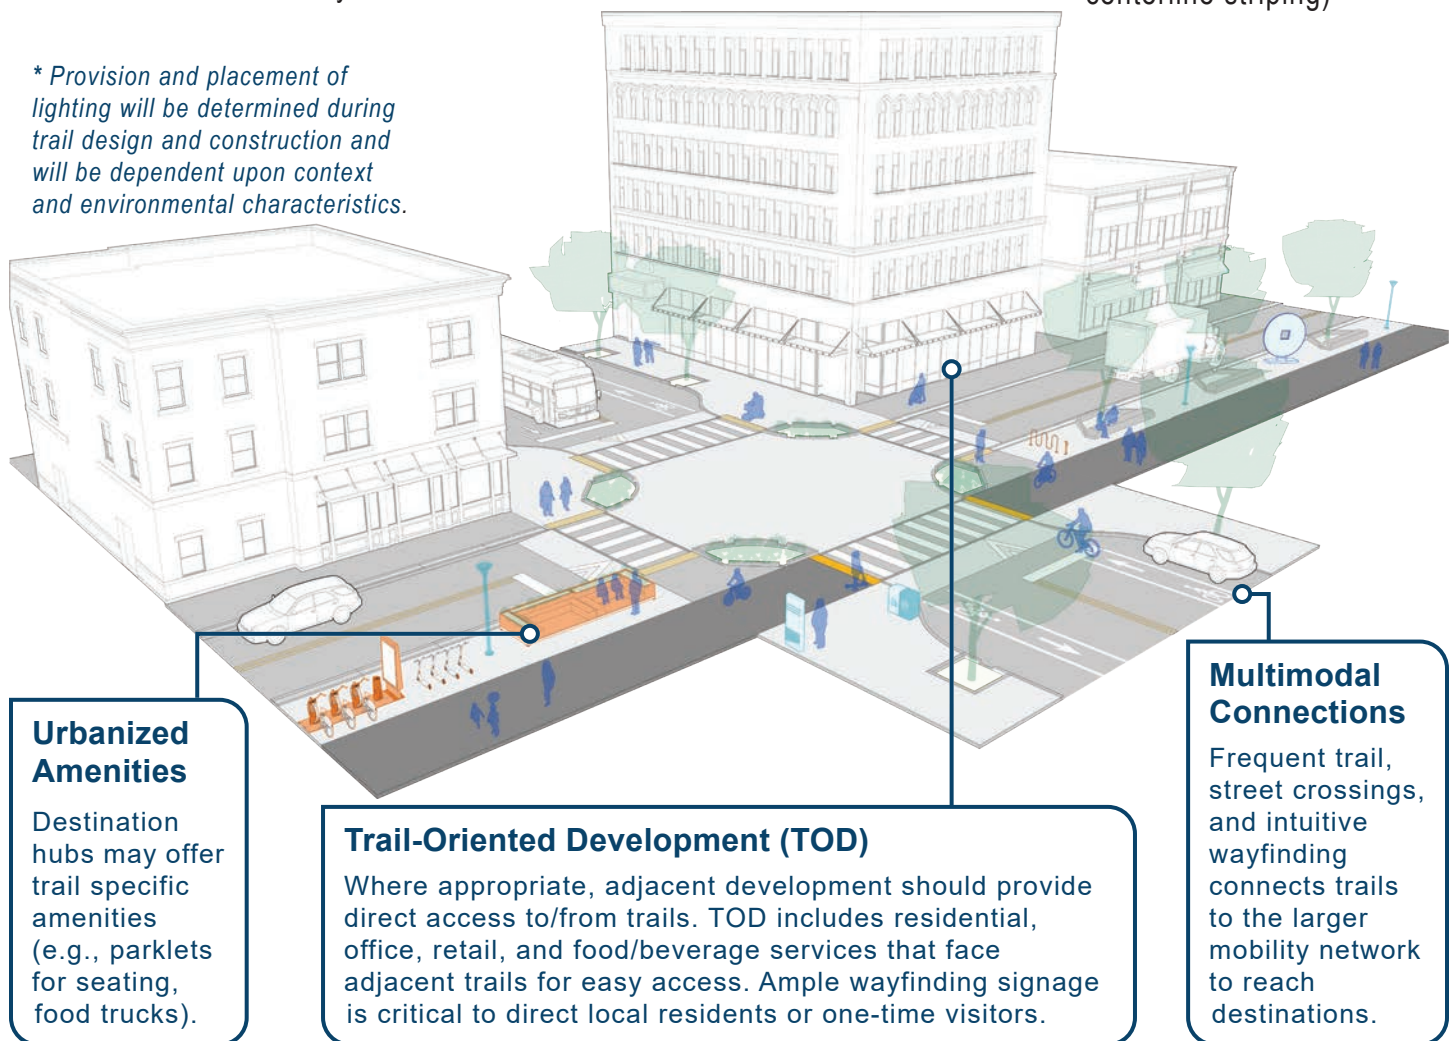 centerline striping)
* Provision and placement of
lighting will be determined during
trail design and construction and
will be dependent upon context
and environmental characteristics.
Urbanized
Amenities
Destination
hubs may offer
trail specific
amenities
(e.g., parklets
for seating,
food trucks).
Trail-Oriented Development (TOD)
Where appropriate, adjacent development should provide
direct access to/from trails. TOD includes residential,
office, retail, and food/beverage services that face
adjacent trails for easy access. Ample wayfinding signage
is critical to direct local residents or one-time visitors.
Multimodal
Connections
Frequent trail,
street crossings,
and intuitive
wayfinding
connects trails
to the larger
mobility network
to reach
destinations.